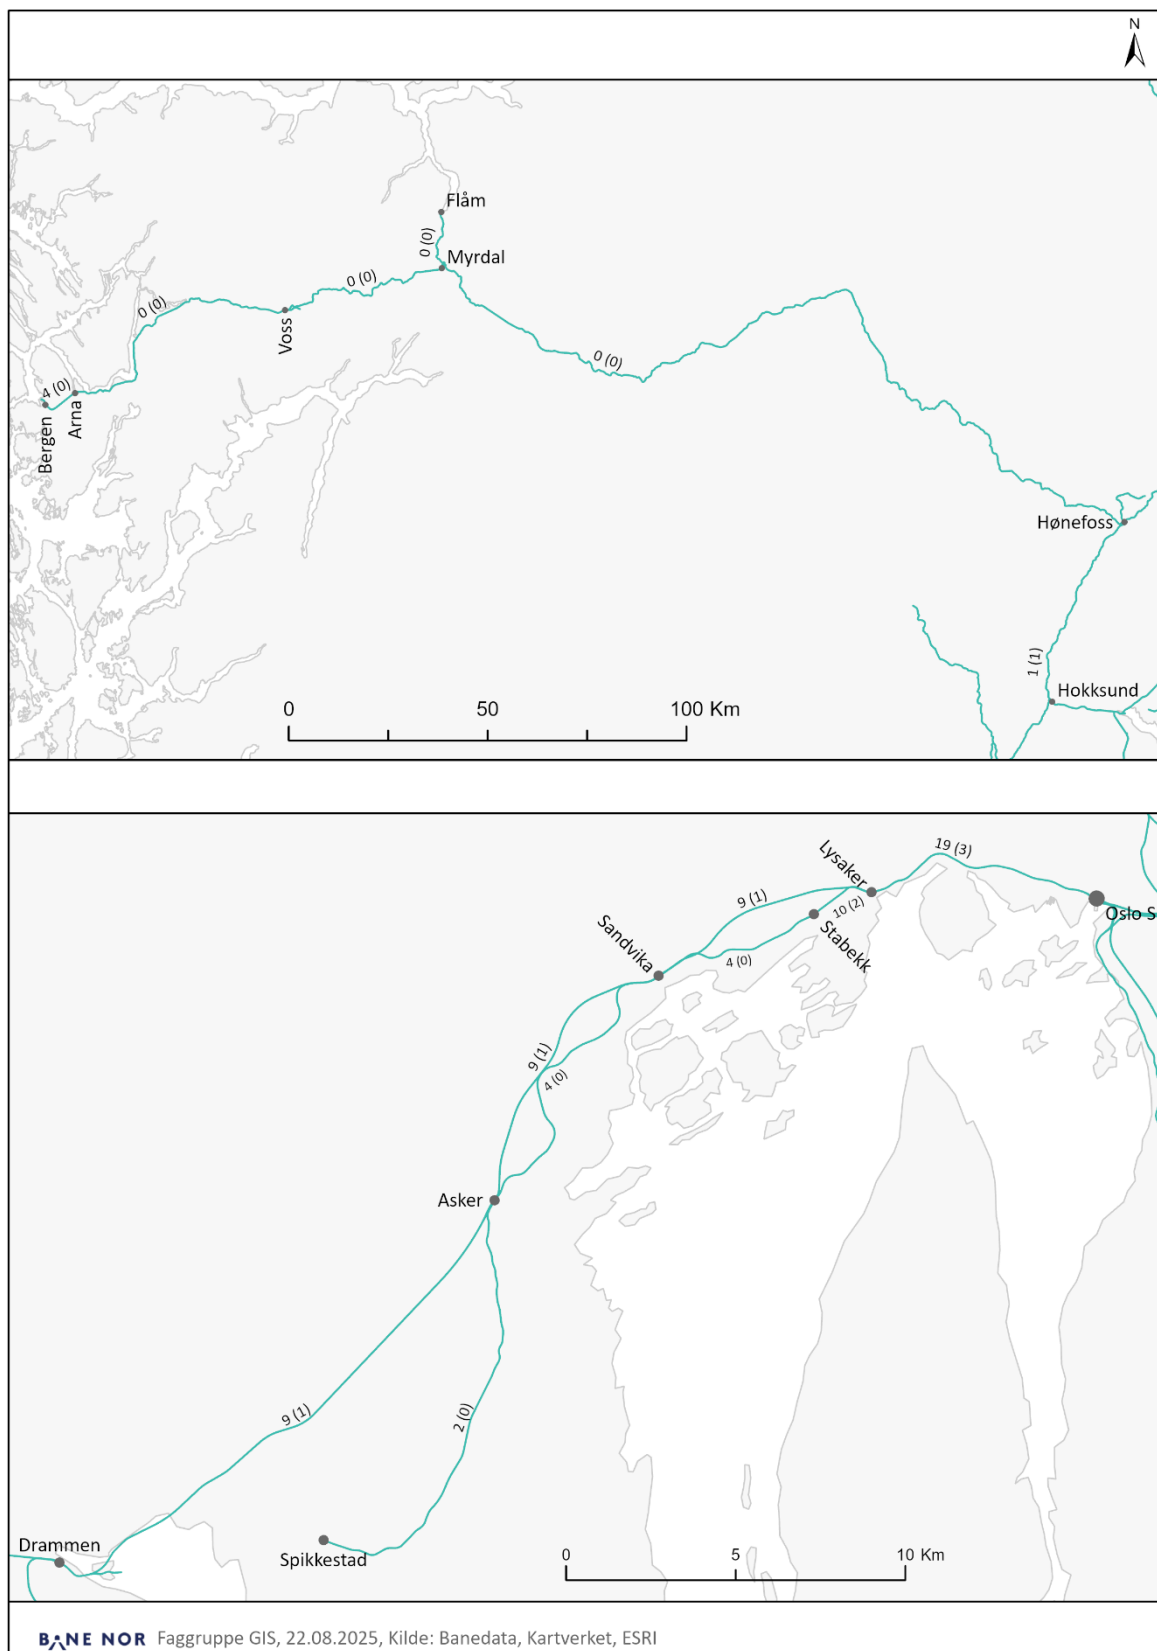 N
Flåm
0 (0)
Myrdal
0 (0)
0 (0)
Voss
0 (0)
4 (0)
Arna
Bergen
Hønefoss
1 (1)
Hokksund
0 50 100 Km
19 (3)
Lysaker
9 (1)
10 (2)
Oslo S
Stabekk
Sandvika
4 (0)
9 (1)
4 (0)
Asker
9 (1)
2 (0)
Drammen
Spikkestad
0 5 10 Km
BANE NOR Faggruppe GIS, 22.08.2025, Kilde: Banedata, Kartverket, ESRI